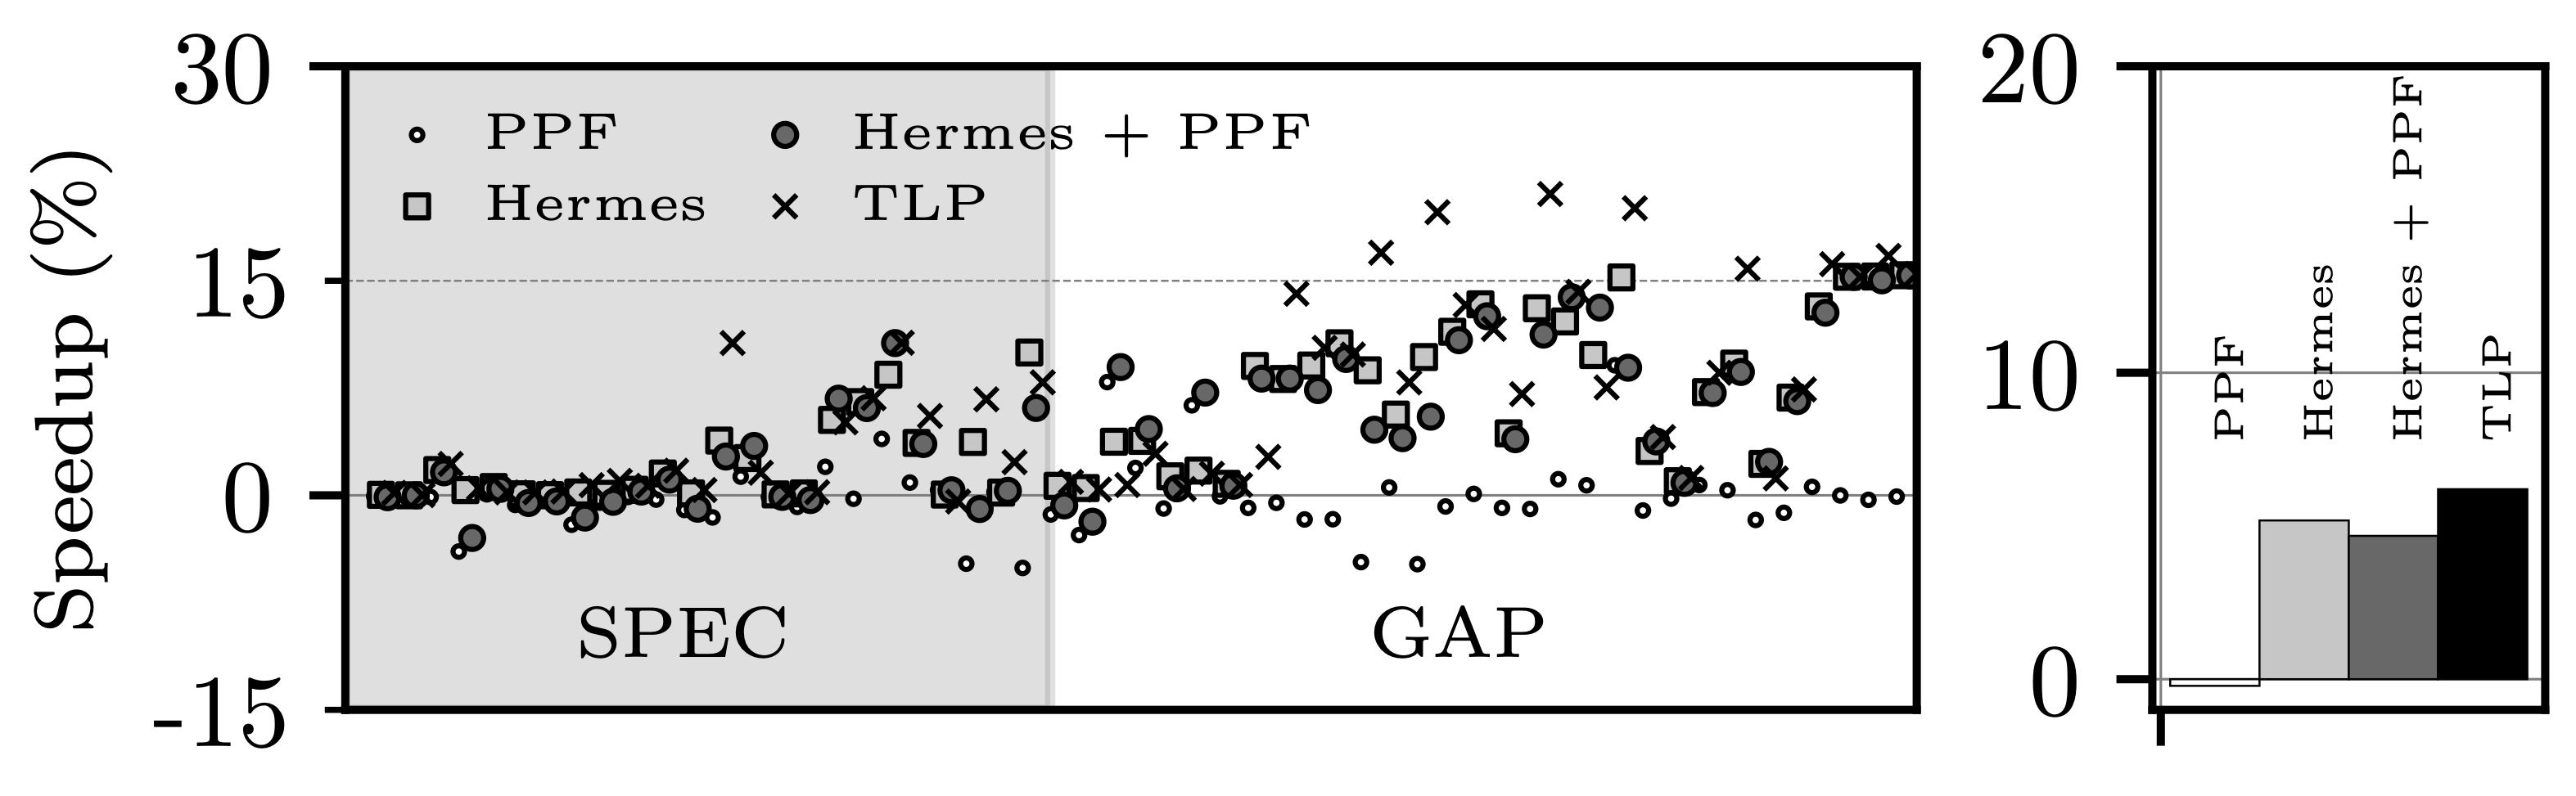 Speedup (%)
30
15
0
-15
PPF
Hermes
Hermes + PPF
TLP
SPEC
GAP
20
10
0
PPF
Hermes
Hermes + PPF
TLP